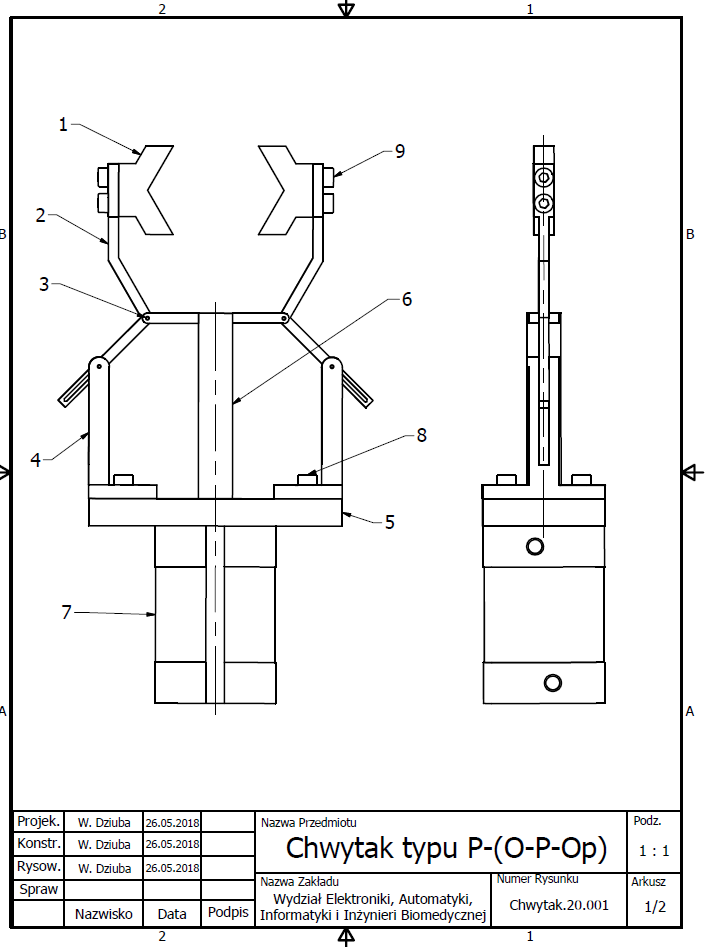 2 1
1
9
2
B B
3
6
8
4
5
7
A A
Projek. W. Dziuba 26.05.2018
Konstr. W. Dziuba 26.05.2018
Rysow. W. Dziuba 26.05.2018
Spraw
Nazwisko Data Podpis
Nazwa Przedmiotu
Chwytak typu P-(O-P-Op)
Podz.
1 : 1
Nazwa Zakładu
Wydział Elektroniki, Automatyki,
Informatyki i Inżynieri Biomedycznej
Numer Rysunku
Chwytak.20.001
Arkusz
1/2
2 1